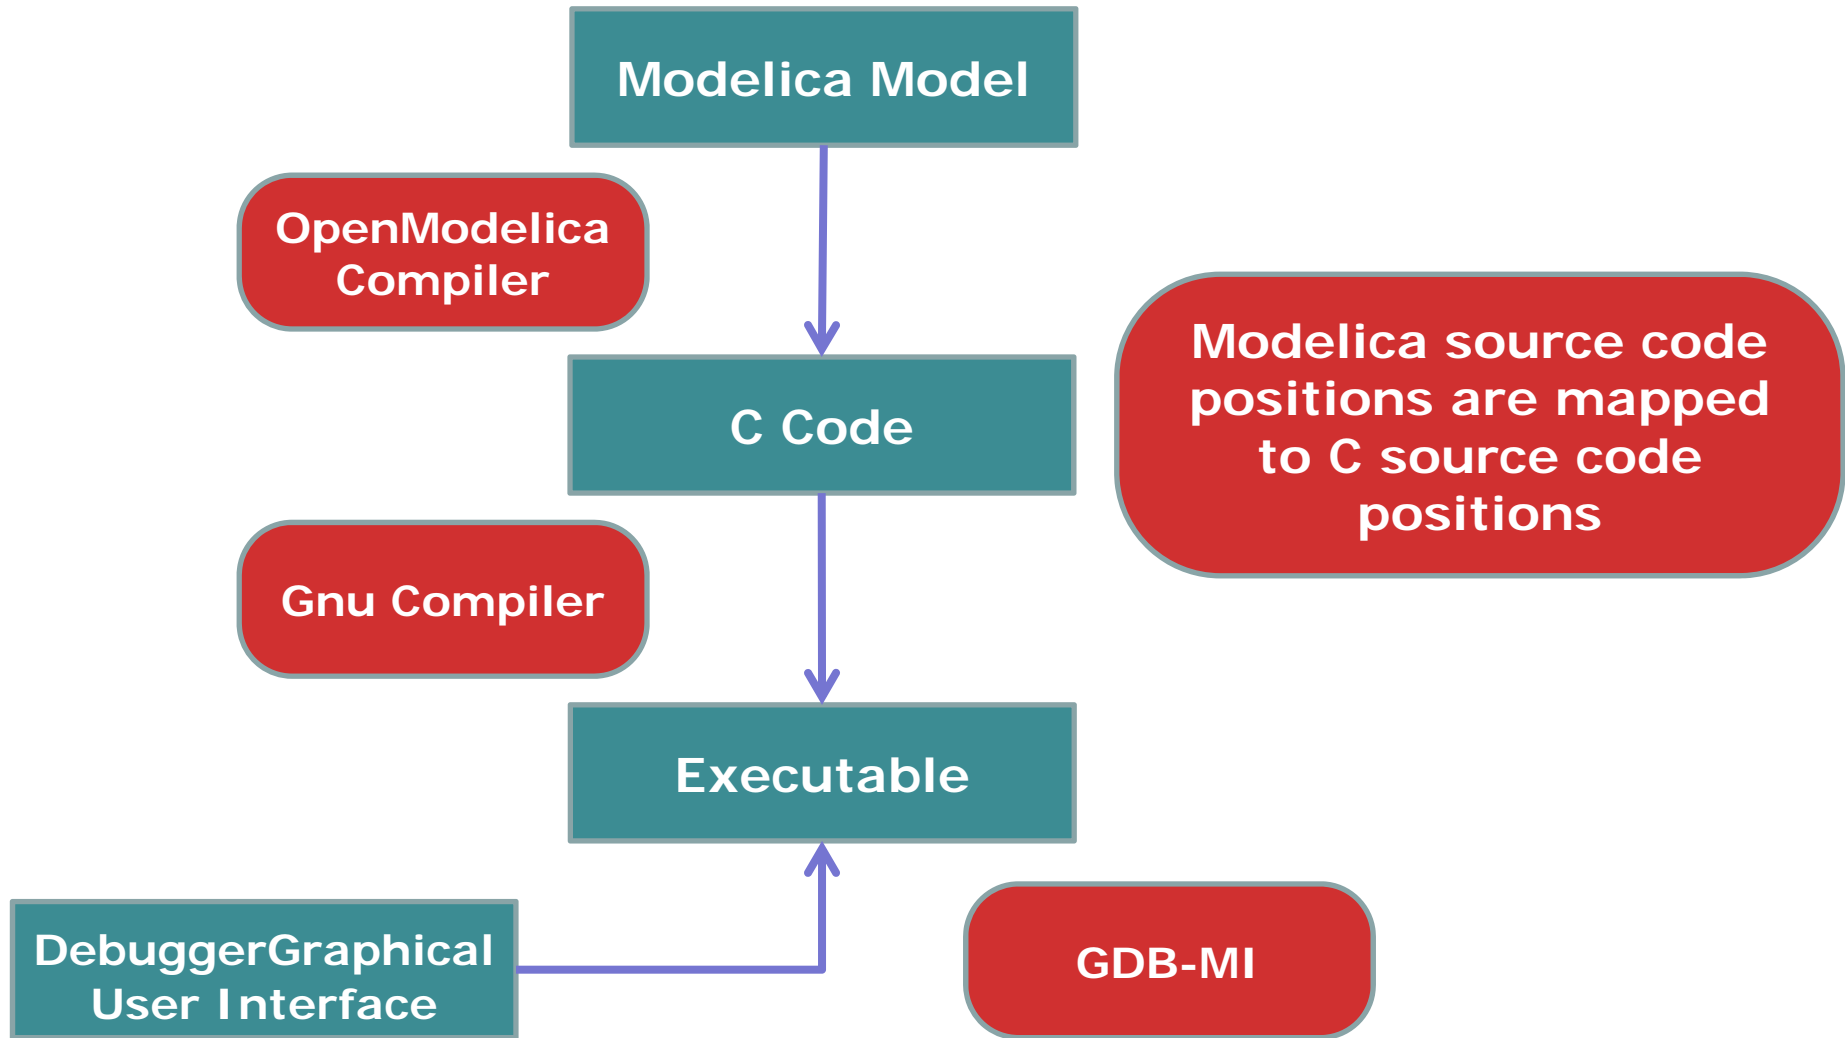 Modelica Model
OpenModelica
Compiler
Modelica source code
positions are mapped
to C source code
positions
C Code
Gnu Compiler
Executable
DebuggerGraphical
User Interface
GDB-MI